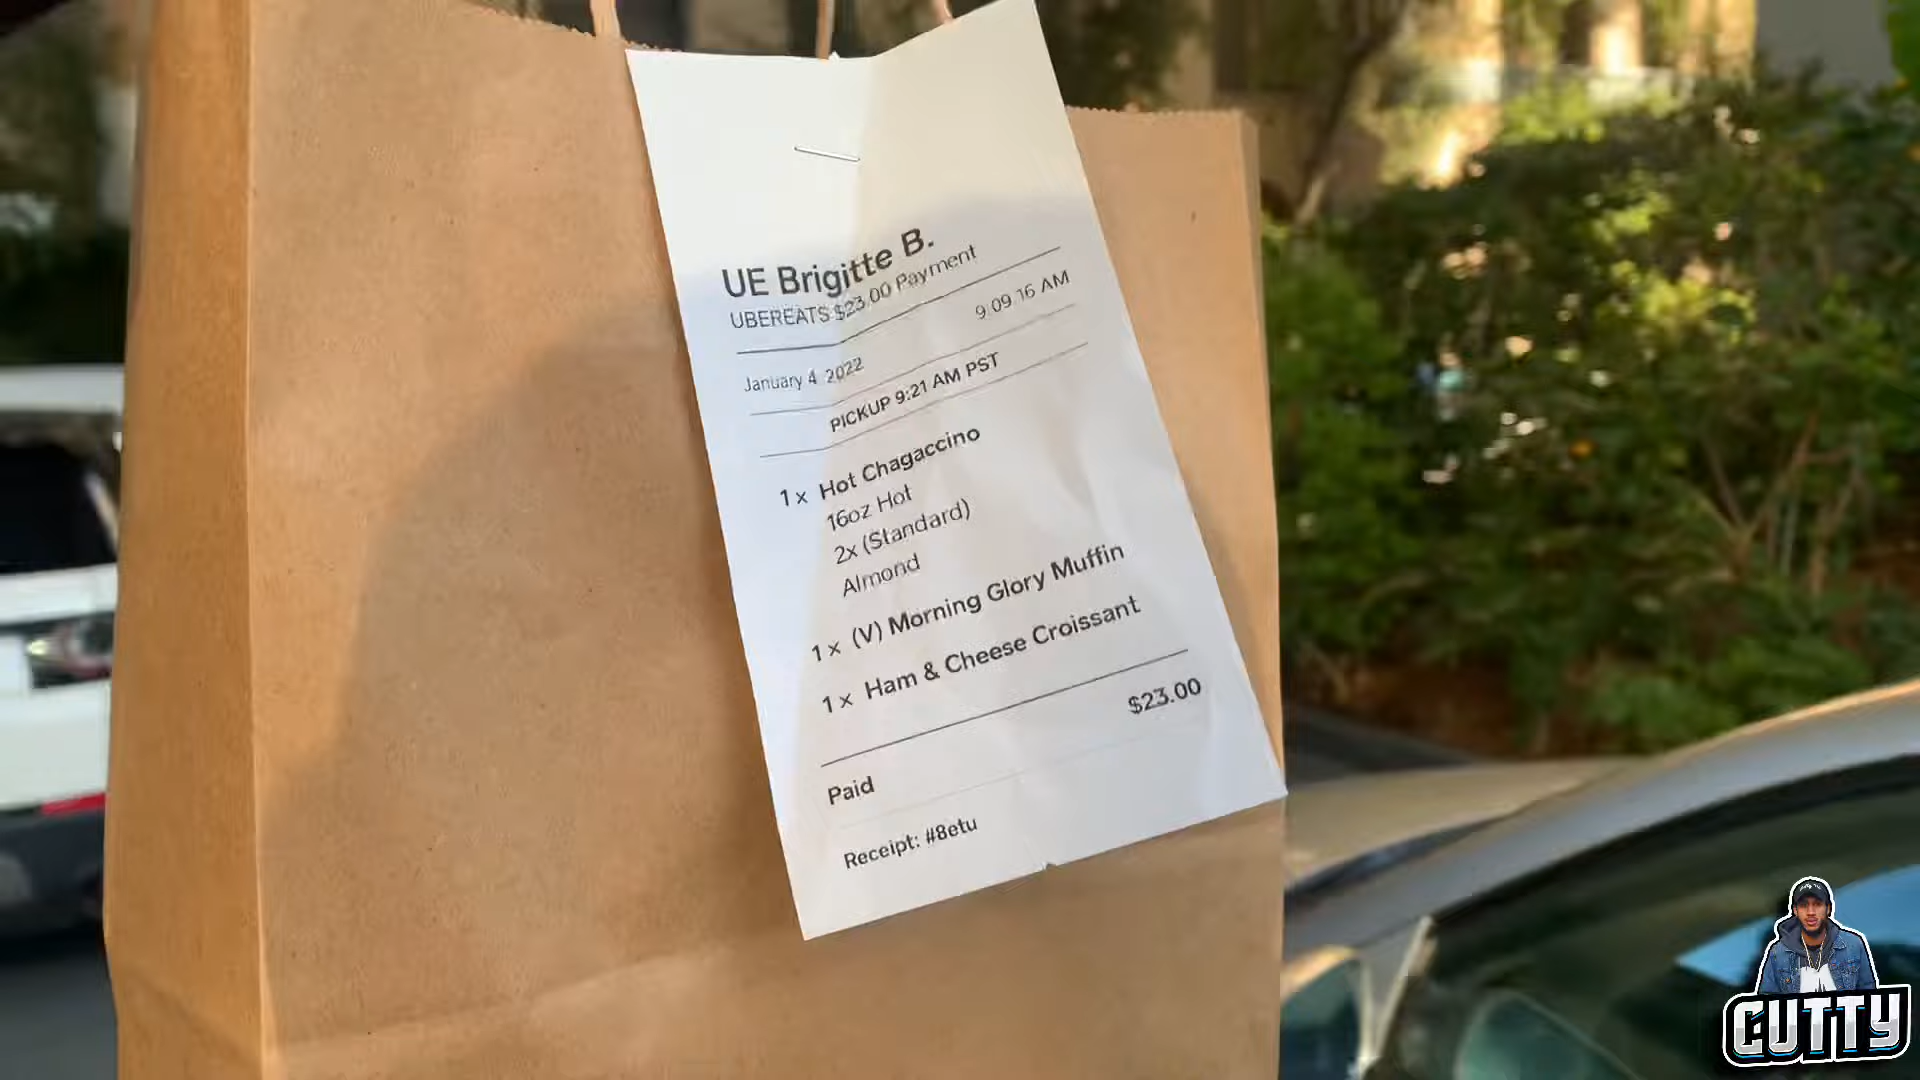 UE Brigitte B.
UBEREATS $23.00 Payment
January 4 2022 9:09:16 AM
PICKUP 9:21 AM PST
1 x Hot Chagaccino
16oz Hot
2x (Standard)
Almond
1 x (V) Morning Glory Muffin
1 x Ham & Cheese Croissant
$23.00
Paid
Receipt: #8etu
CUTTY